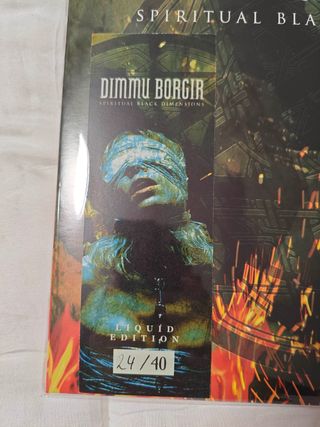 SPIRITUAL BLA
DIMMU BORGIR
SPIRITUAL BLACK DIMENSIONS
LIQUID
EDITION
24/40